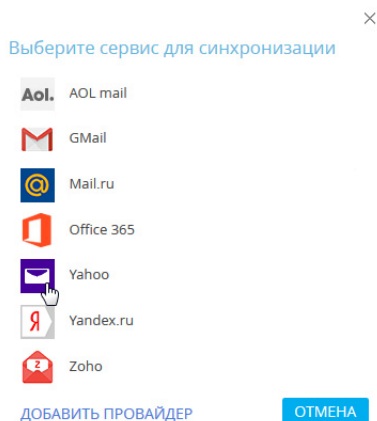 Выберите сервис для синхронизации
Aol. AOL mail
GMail
@ Mail.ru
Office 365
Yahoo
Я Yandex.ru
Z Zoho
ДОБАВИТЬ ПРОВАЙДЕР ОТМЕНА